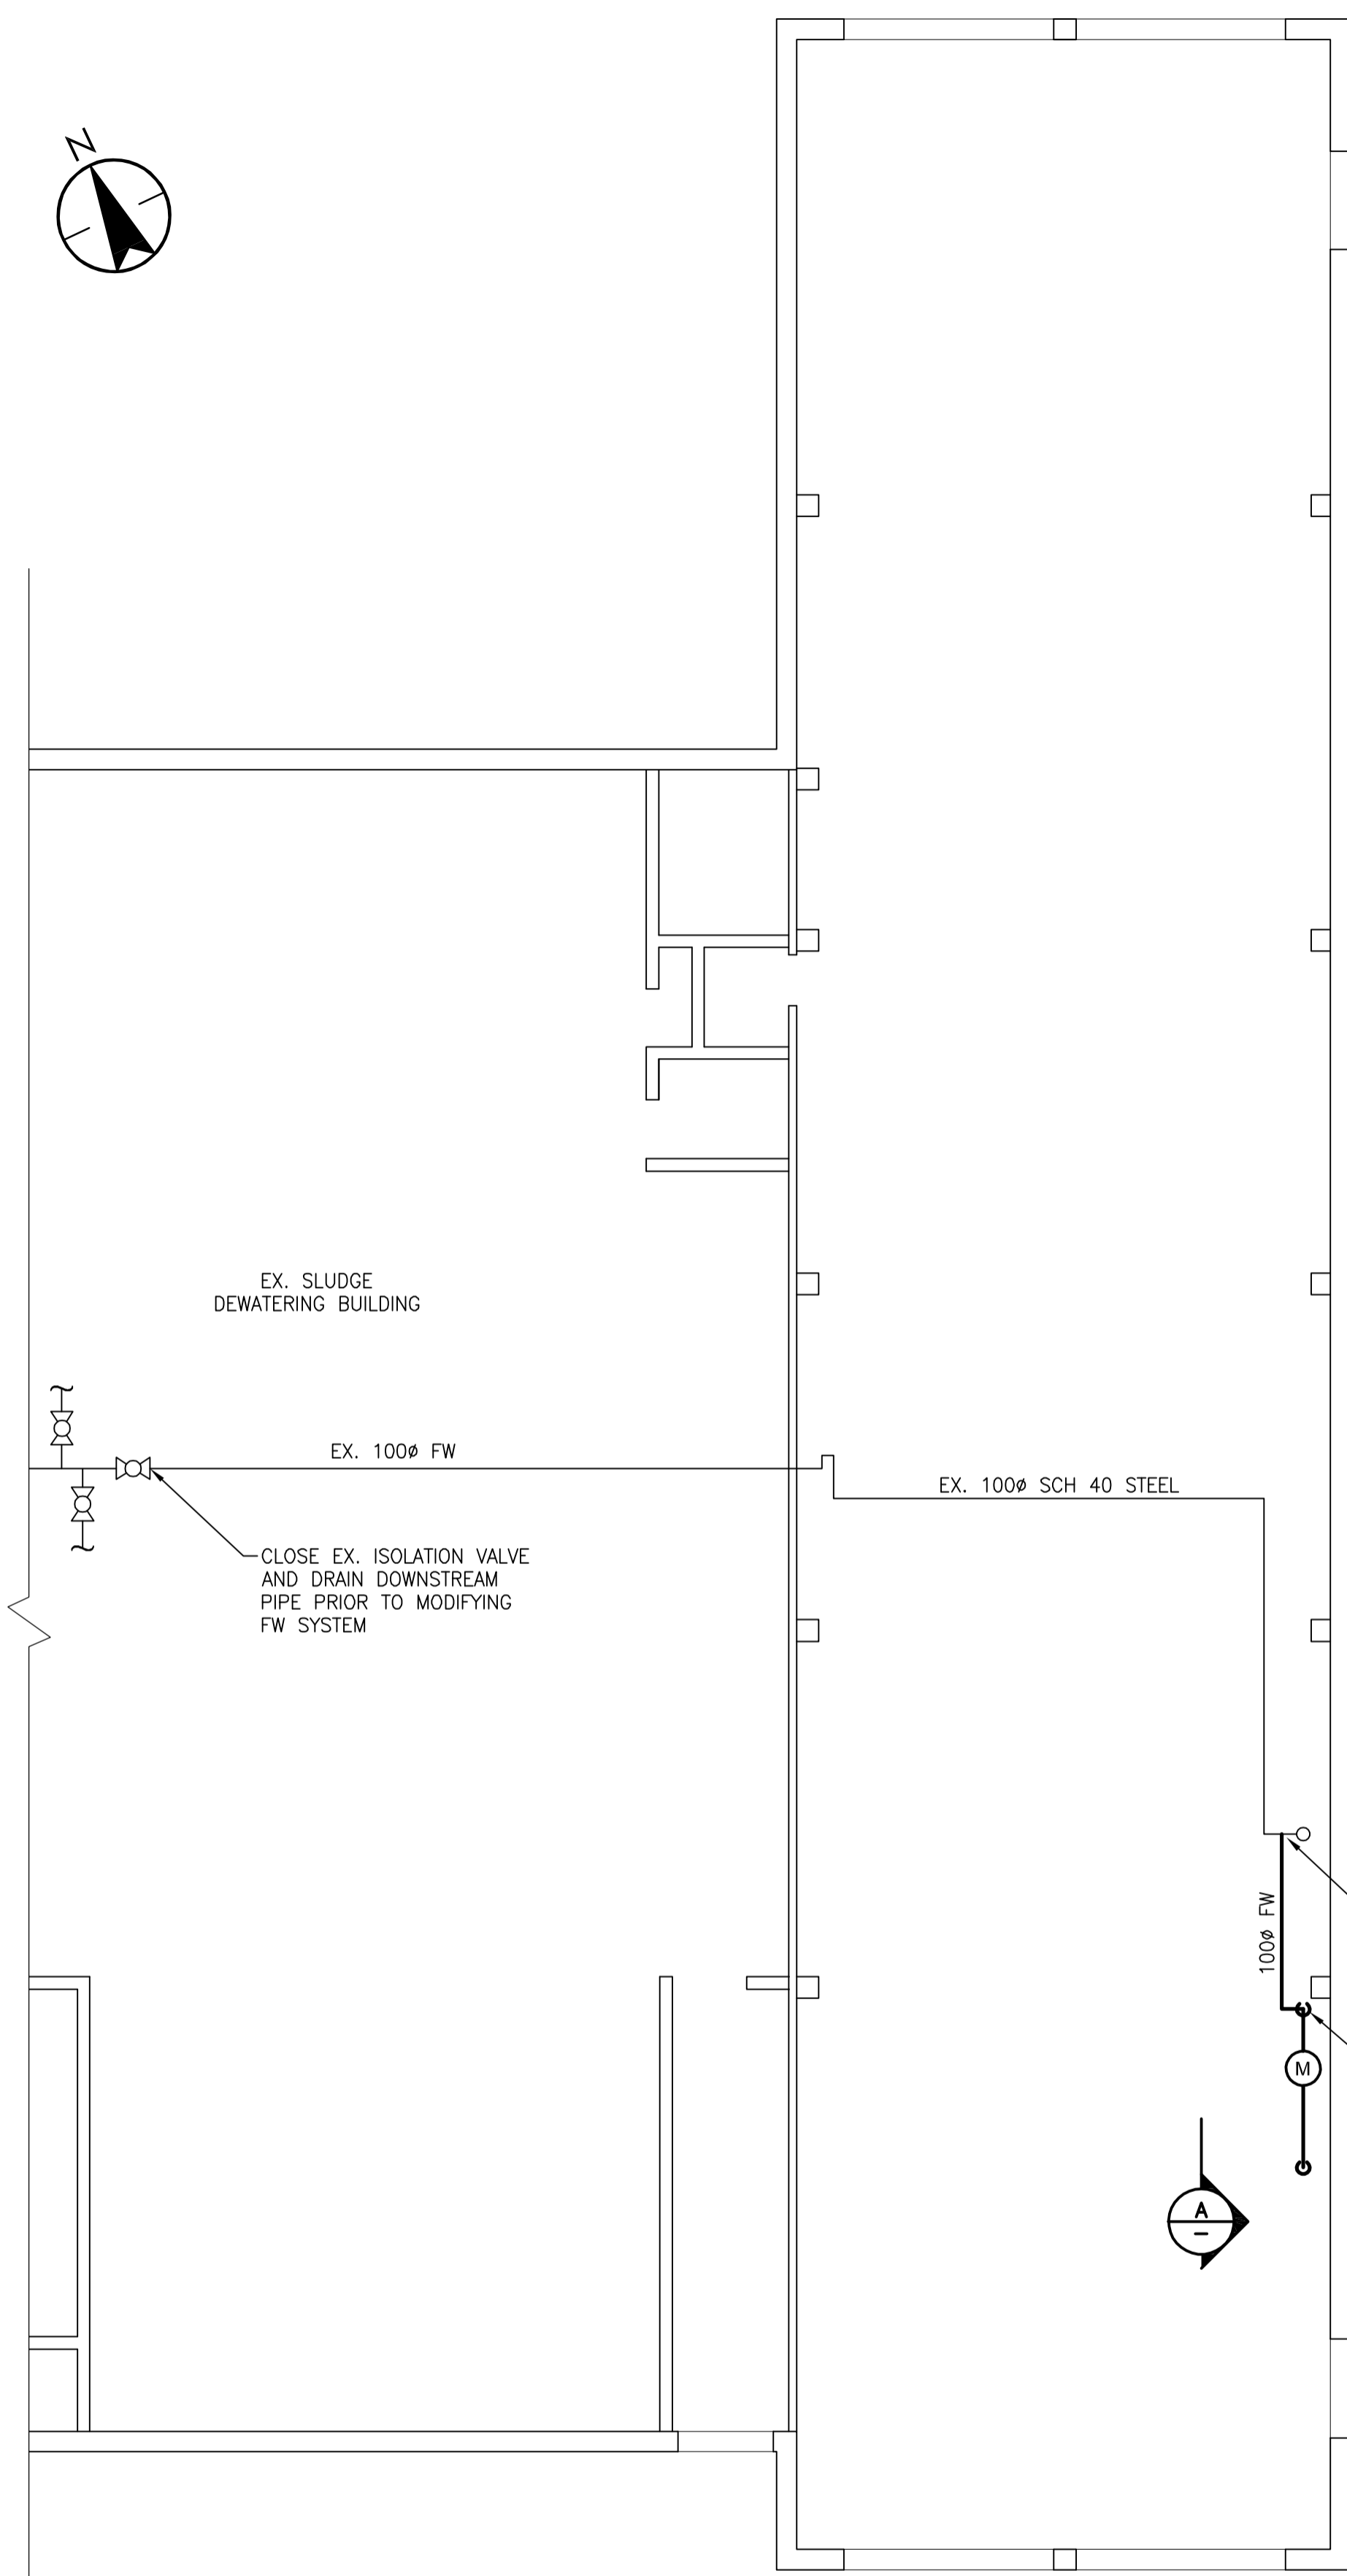 N
EX. SLUDGE
DEWATERING BUILDING
EX. 100ø FW
EX. 100ø SCH 40 STEEL
CLOSE EX. ISOLATION VALVE
AND DRAIN DOWNSTREAM
PIPE PRIOR TO MODIFYING
FW SYSTEM
100ø FW
M
A
–